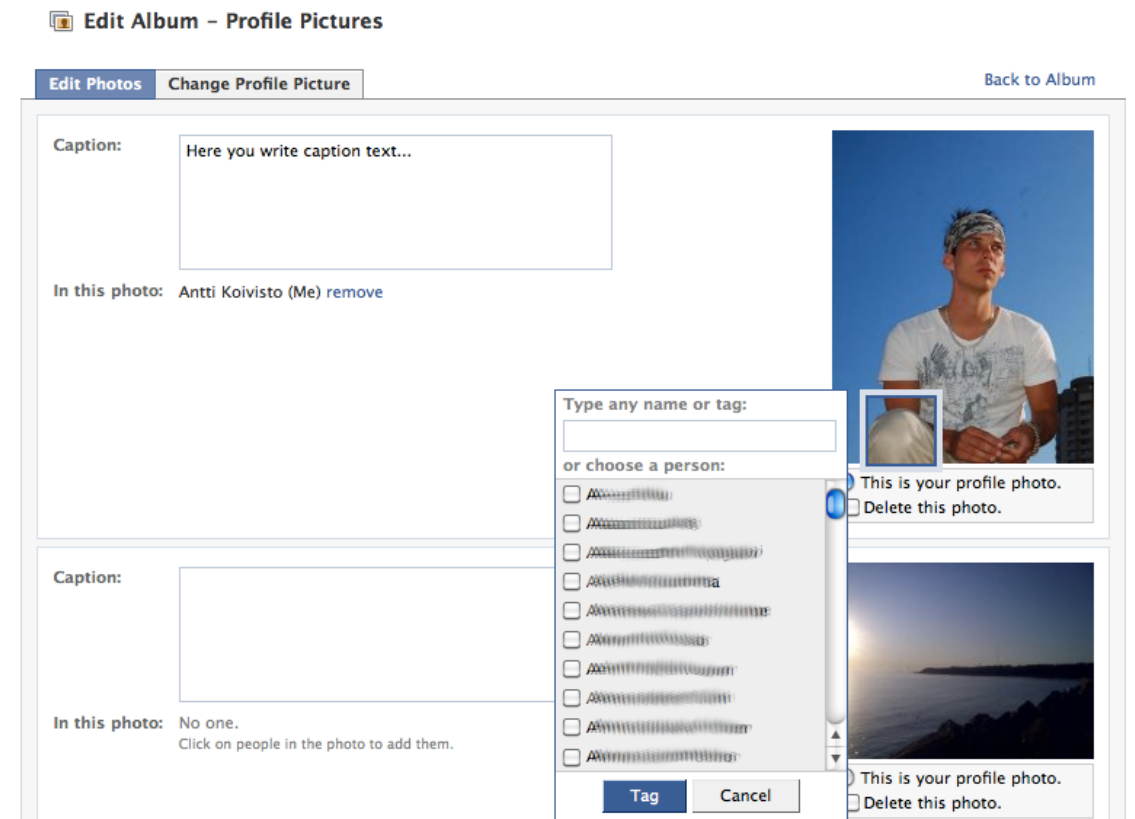 Edit Album – Profile Pictures
Edit Photos
Change Profile Picture
Back to Album
Caption:
Here you write caption text...
In this photo: Antti Koivisto (Me) remove
Type any name or tag:
or choose a person:
This is your profile photo.
Delete this photo.
Caption:
In this photo: No one.
Click on people in the photo to add them.
Tag
Cancel
This is your profile photo.
Delete this photo.